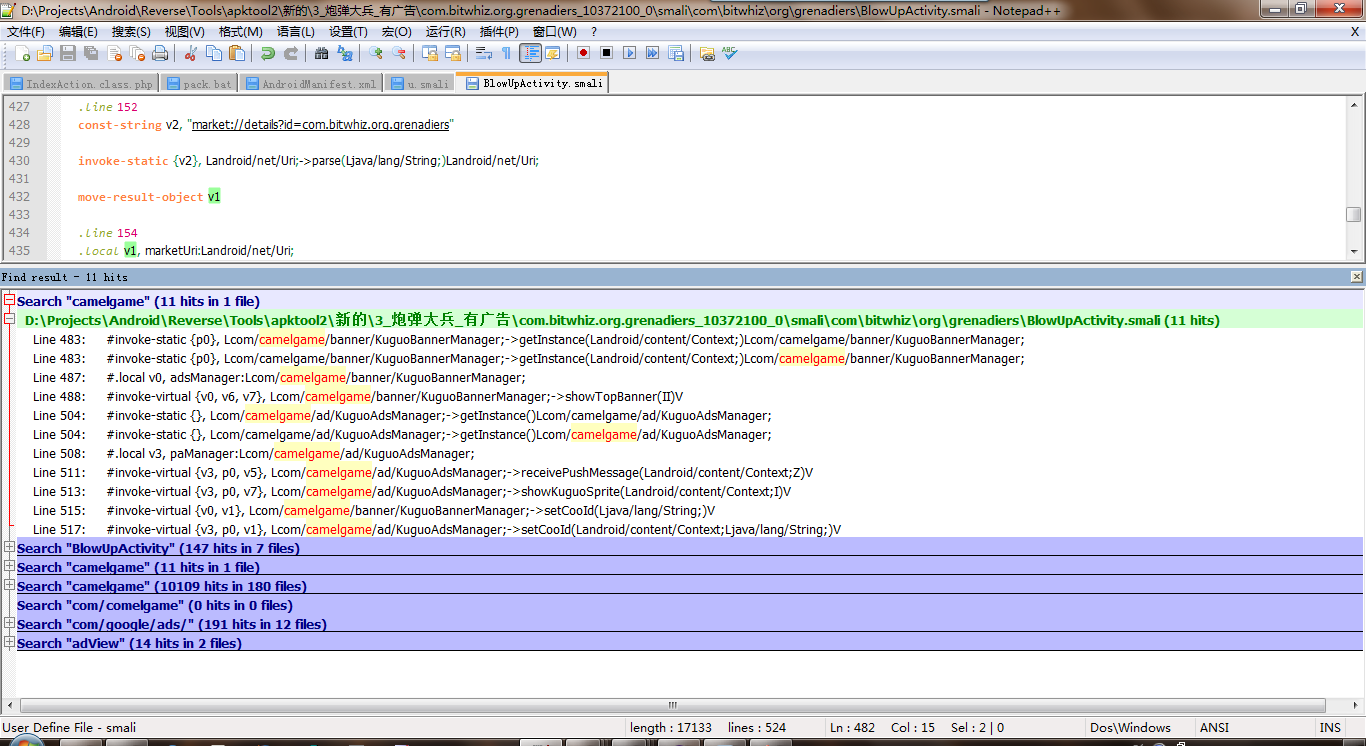 D:\Projects\Android\Reverse\Tools\apktool2\新的\3_炮弹大兵_有广告\com.bitwhiz.org.grenadiers_10372100_0\smali\com\bitwhiz\org\grenadiers\BlowUpActivity.smali - Notepad++
文件(F) 编辑(E) 搜索(S) 视图(V) 格式(M) 语言(L) 设置(T) 宏(O) 运行(R) 插件(P) 窗口(W) ? X
IndexAction.class.php pack.bat AndroidManifest.xml u.smali BlowUpActivity.smali
427 .line 152
428 const-string v2, "market://details?id=com.bitwhiz.org.grenadiers"
429
430 invoke-static {v2}, Landroid/net/Uri;->parse(Ljava/lang/String;)Landroid/net/Uri;
431
432 move-result-object v1
433
434 .line 154
435 .local v1, marketUri:Landroid/net/Uri;
Find result - 11 hits
Search "camelgame" (11 hits in 1 file)
D:\Projects\Android\Reverse\Tools\apktool2\新的\3_炮弹大兵_有广告\com.bitwhiz.org.grenadiers_10372100_0\smali\com\bitwhiz\org\grenadiers\BlowUpActivity.smali (11 hits)
Line 483: #invoke-static {p0}, Lcom/camelgame/banner/KuguoBannerManager;->getInstance(Landroid/content/Context;)Lcom/camelgame/banner/KuguoBannerManager;
Line 483: #invoke-static {p0}, Lcom/camelgame/banner/KuguoBannerManager;->getInstance(Landroid/content/Context;)Lcom/camelgame/banner/KuguoBannerManager;
Line 487: #.local v0, adsManager:Lcom/camelgame/banner/KuguoBannerManager;
Line 488: #invoke-virtual {v0, v6, v7}, Lcom/camelgame/banner/KuguoBannerManager;->showTopBanner(II)V
Line 504: #invoke-static {}, Lcom/camelgame/ad/KuguoAdsManager;->getInstance()Lcom/camelgame/ad/KuguoAdsManager;
Line 504: #invoke-static {}, Lcom/camelgame/ad/KuguoAdsManager;->getInstance()Lcom/camelgame/ad/KuguoAdsManager;
Line 508: #.local v3, paManager:Lcom/camelgame/ad/KuguoAdsManager;
Line 511: #invoke-virtual {v3, p0, v5}, Lcom/camelgame/ad/KuguoAdsManager;->receivePushMessage(Landroid/content/Context;Z)V
Line 513: #invoke-virtual {v3, p0, v7}, Lcom/camelgame/ad/KuguoAdsManager;->showKuguoSprite(Landroid/content/Context;I)V
Line 515: #invoke-virtual {v0, v1}, Lcom/camelgame/banner/KuguoBannerManager;->setCooId(Ljava/lang/String;)V
Line 517: #invoke-virtual {v3, p0, v1}, Lcom/camelgame/ad/KuguoAdsManager;->setCooId(Landroid/content/Context;Ljava/lang/String;)V
Search "BlowUpActivity" (147 hits in 7 files)
Search "camelgame" (11 hits in 1 file)
Search "camelgame" (10109 hits in 180 files)
Search "com/comelgame" (0 hits in 0 files)
Search "com/google/ads/" (191 hits in 12 files)
Search "adView" (14 hits in 2 files)
User Define File - smali length : 17133 lines : 524 Ln : 482 Col : 15 Sel : 2 | 0 Dos\Windows ANSI INS